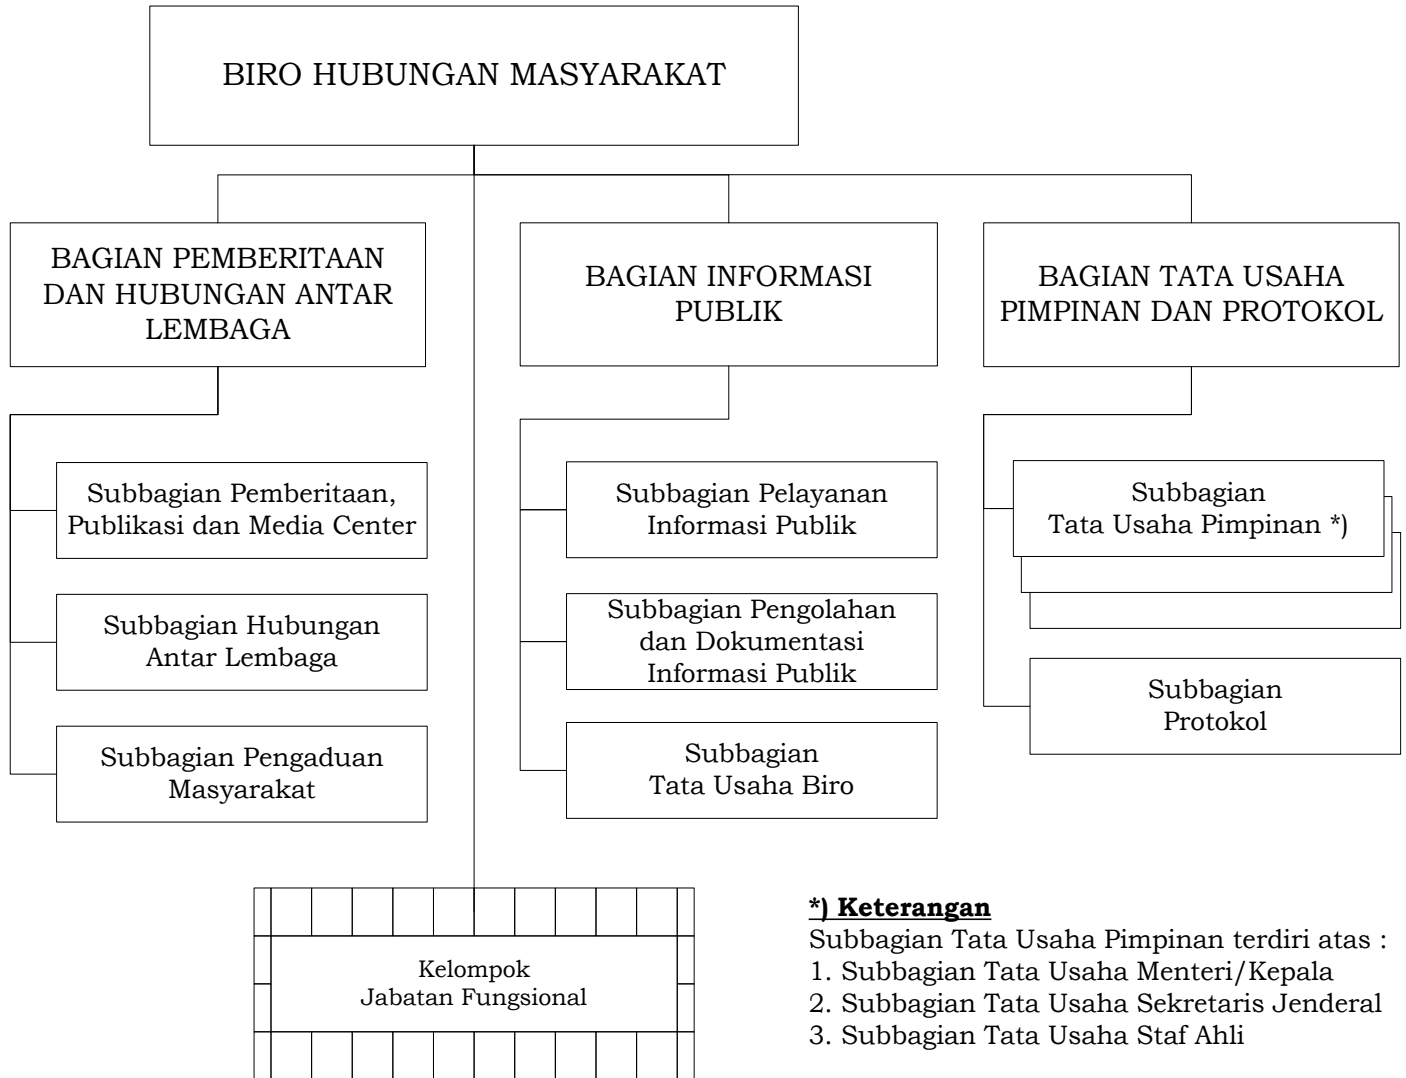 BIRO HUBUNGAN MASYARAKAT
BAGIAN PEMBERITAAN
DAN HUBUNGAN ANTAR
LEMBAGA
BAGIAN INFORMASI
PUBLIK
BAGIAN TATA USAHA
PIMPINAN DAN PROTOKOL
Subbagian Pemberitaan,
Publikasi dan Media Center
Subbagian Hubungan
Antar Lembaga
Subbagian Pengaduan
Masyarakat
Subbagian Pelayanan
Informasi Publik
Subbagian Pengolahan
dan Dokumentasi
Informasi Publik
Subbagian
Tata Usaha Biro
Subbagian
Tata Usaha Pimpinan *)
Subbagian
Protokol
Kelompok
Jabatan Fungsional
*) Keterangan
Subbagian Tata Usaha Pimpinan terdiri atas :
1. Subbagian Tata Usaha Menteri/Kepala
2. Subbagian Tata Usaha Sekretaris Jenderal
3. Subbagian Tata Usaha Staf Ahli